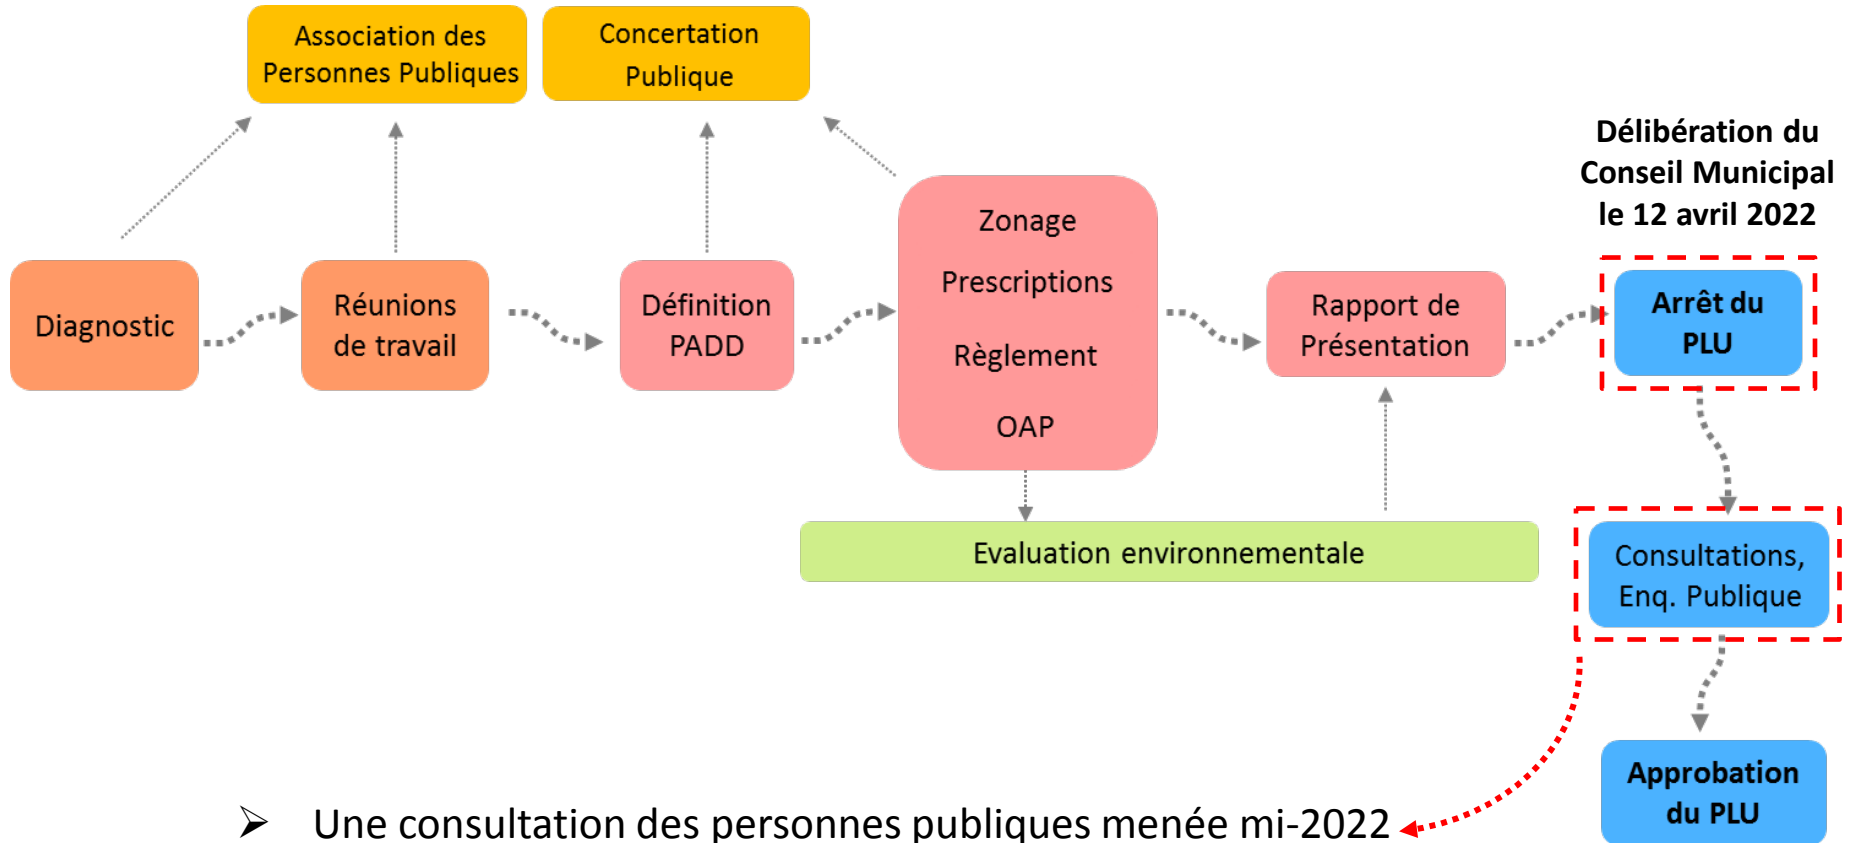 Association des
Personnes Publiques
Concertation
Publique
Délibération du
Conseil Municipal
le 12 avril 2022
Diagnostic
Réunions
de travail
Définition
PADD
Zonage
Prescriptions
Règlement
OAP
Rapport de
Présentation
Arrêt du
PLU
Evaluation environnementale
Consultations,
Enq. Publique
Approbation
du PLU
➢ Une consultation des personnes publiques menée mi-2022